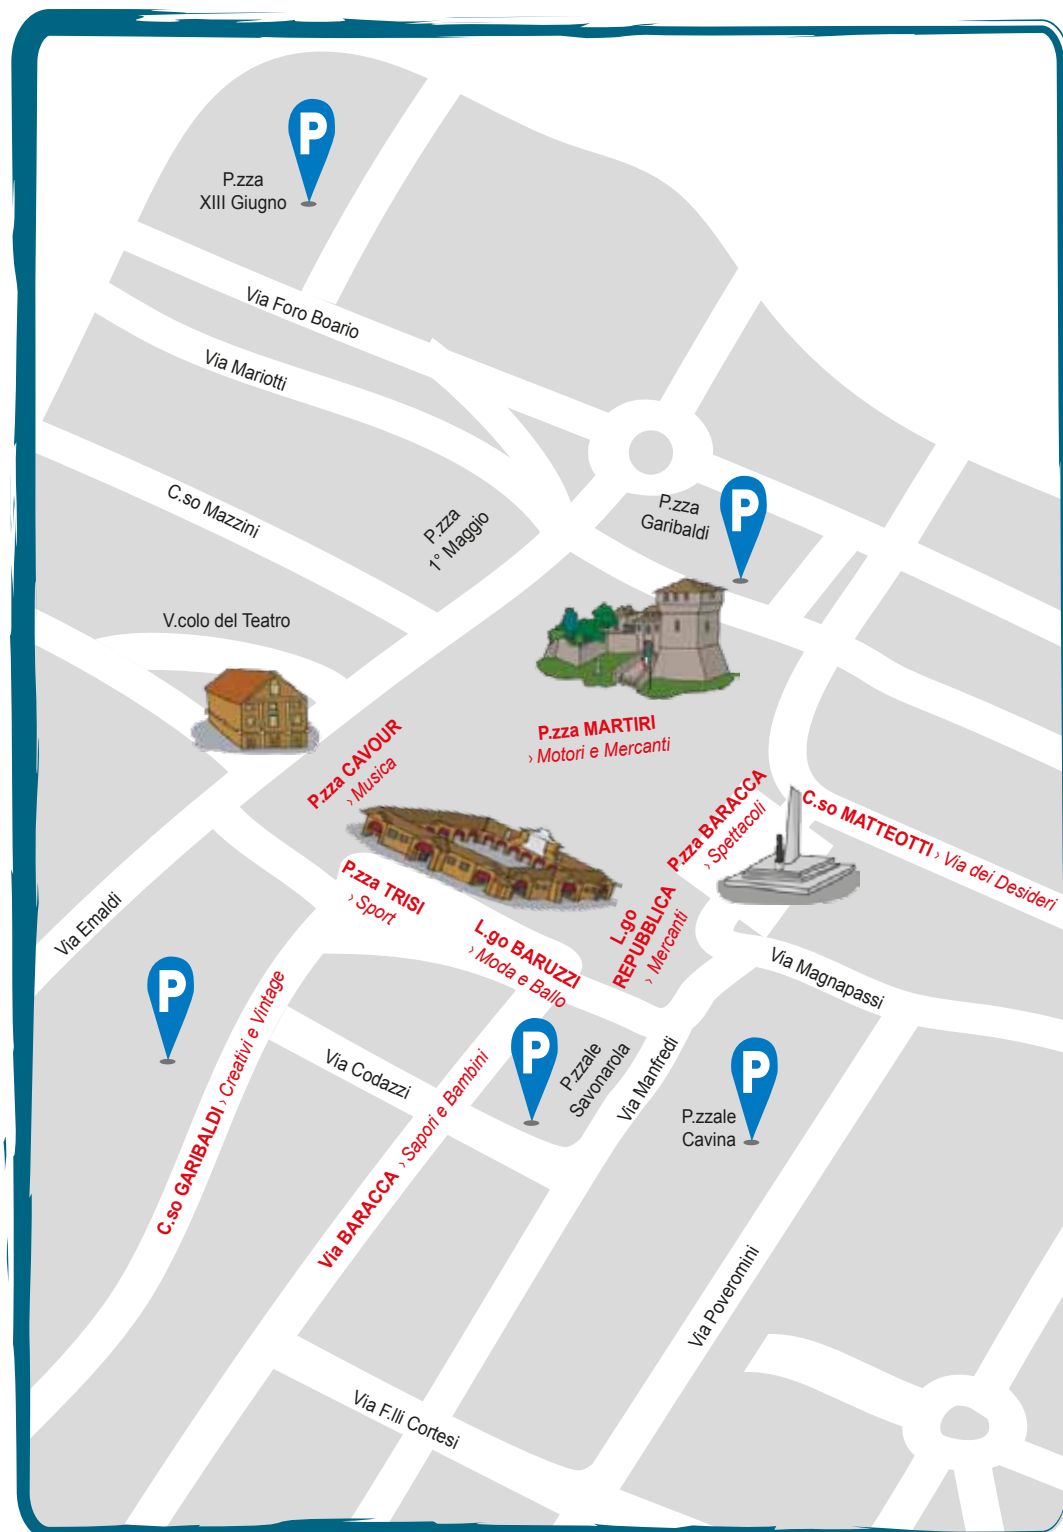 P
P.zza
XIII Giugno
Via Foro Boario
Via Mariotti
C.so Mazzini
P.zza
1° Maggio
P.zza
Garibaldi
P
V.colo del Teatro
P.zza MARTIRI
› Motori e Mercanti
P.zza CAVOUR
› Musica
P.zza BARACCA
› Spettacoli
C.so MATTEOTTI › Via dei Desideri
P.zza TRISI
› Sport
L.go BARUZZI
› Moda e Ballo
L.go
REPUBBLICA
› Mercanti
Via Emaldi
Via Magnapassi
P
C.so GARIBALDI › Creativi e Vintage
Via Codazzi
Via BARACCA › Sapori e Bambini
P
P.zzale
Savonarola
Via Manfredi
P
P.zzale
Cavina
Via Poveromini
Via F.lli Cortesi